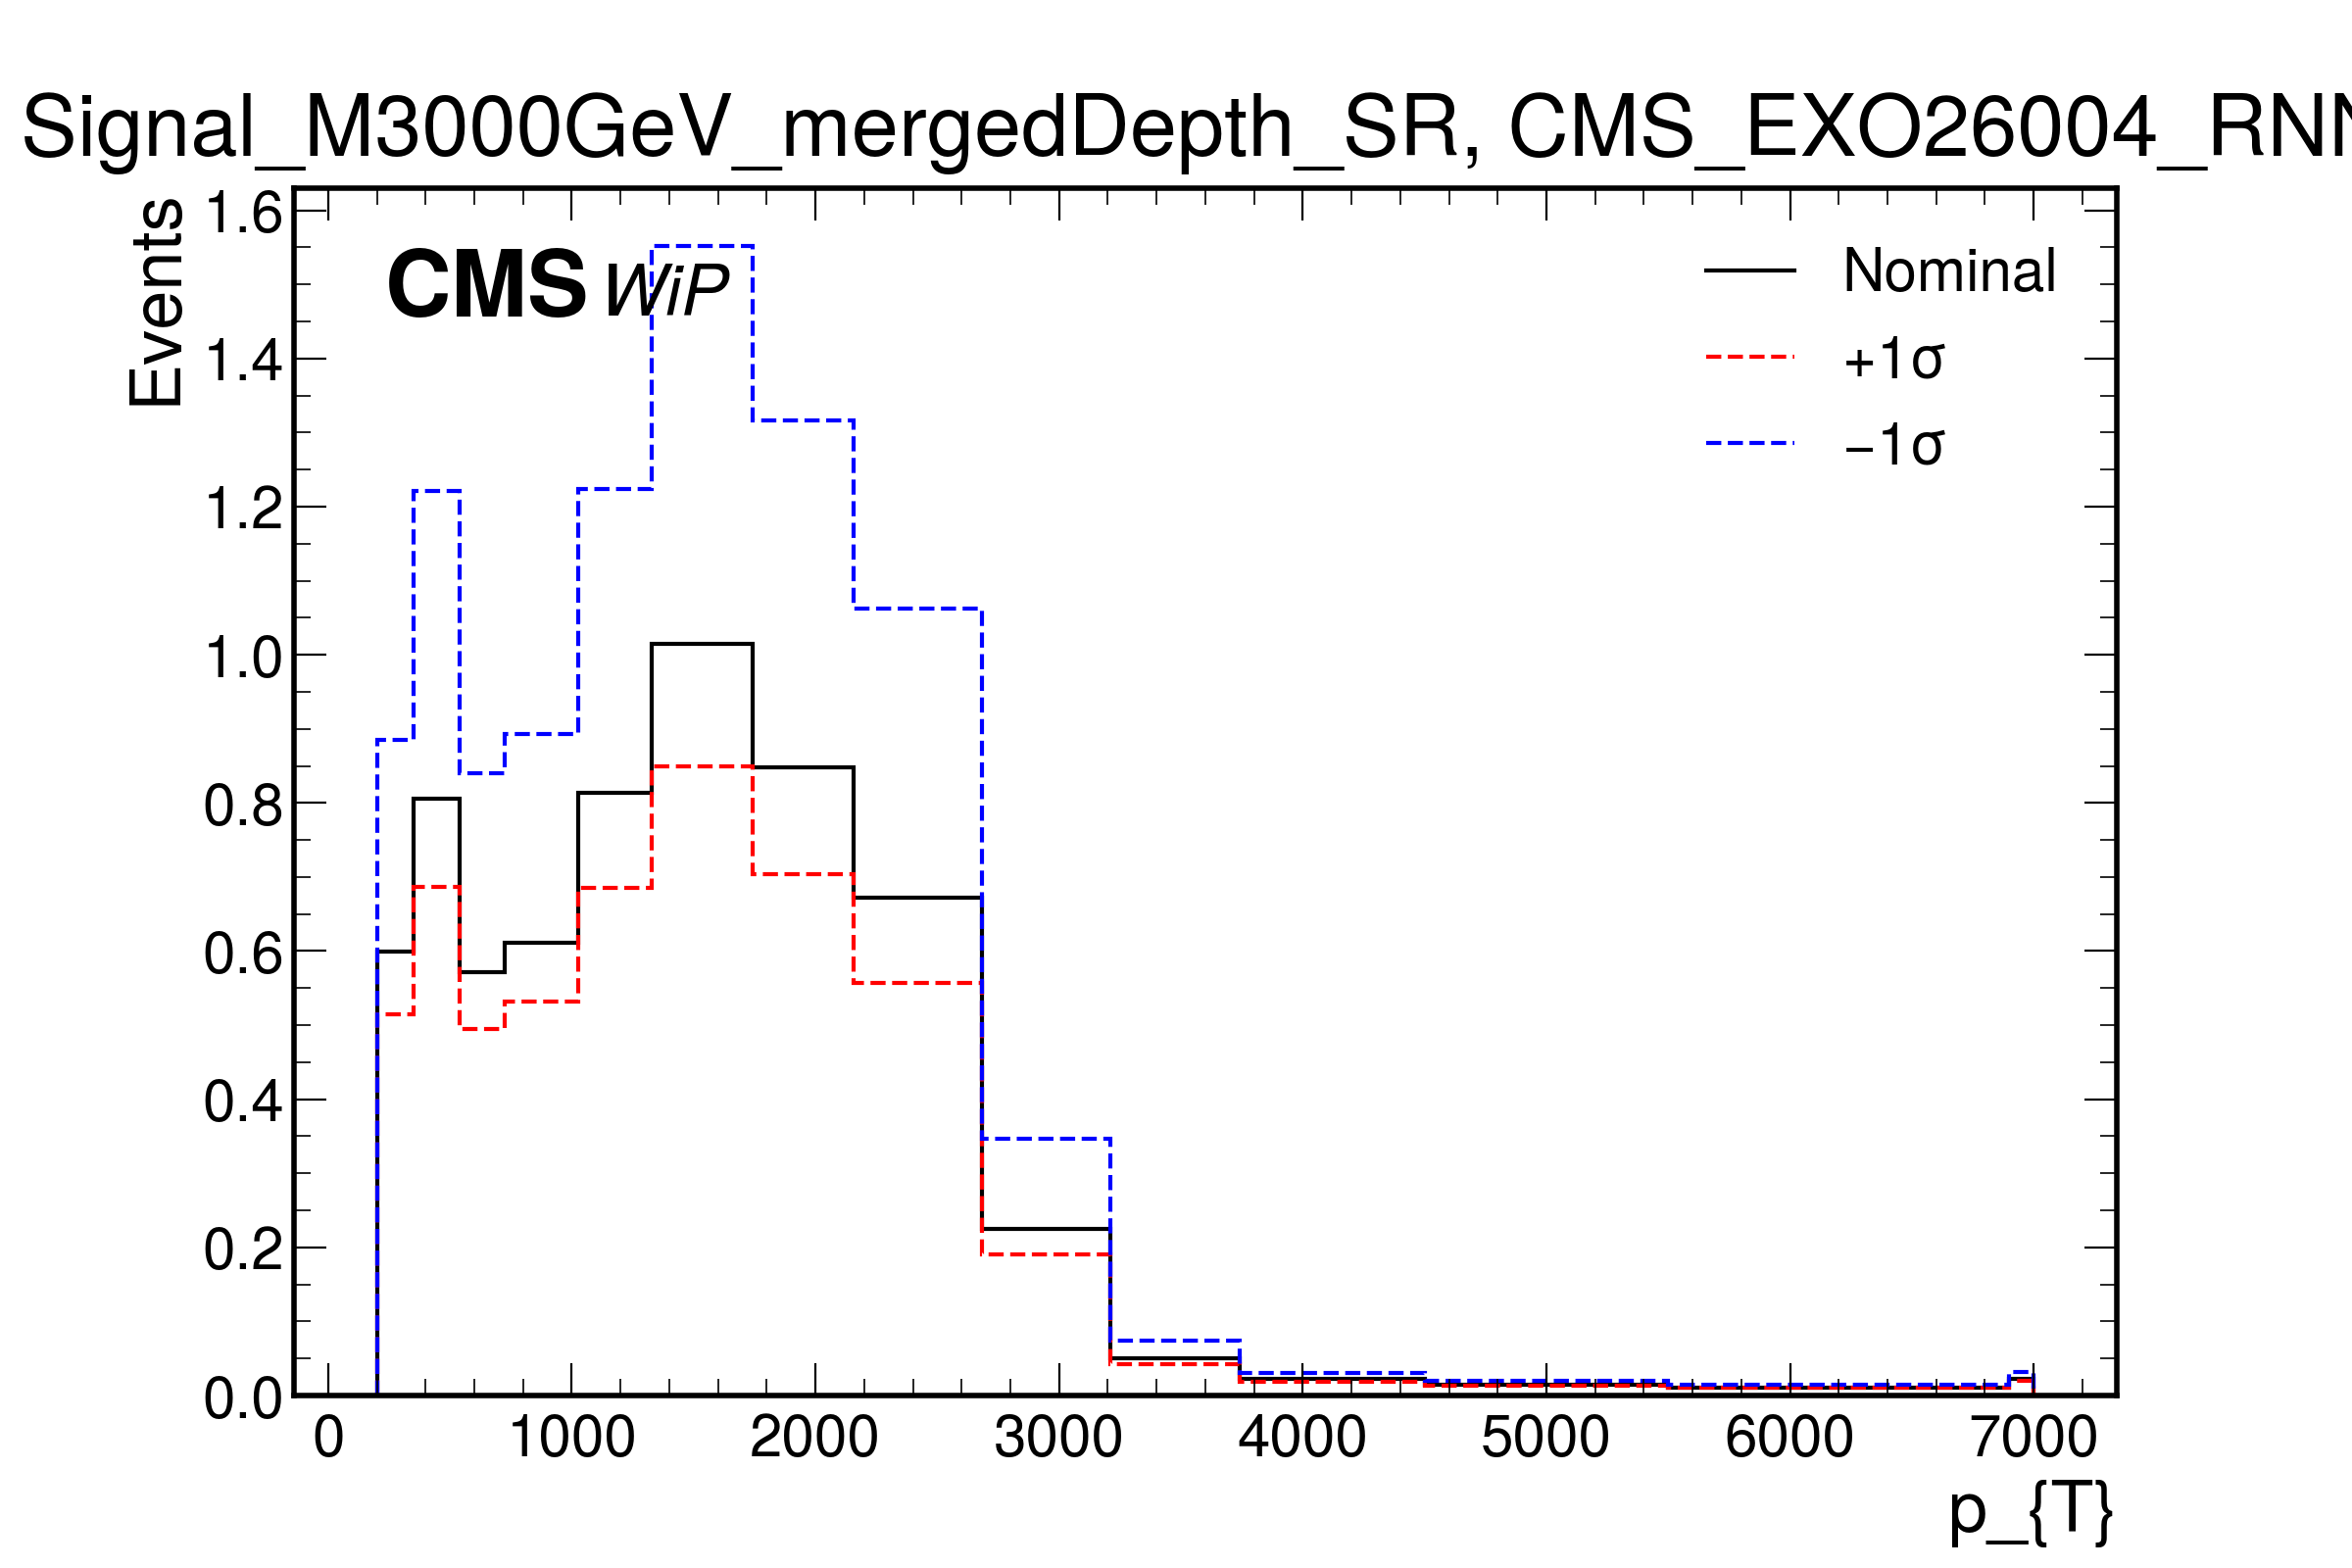 Signal_M3000GeV_mergedDepth_SR, CMS_EXO26004_RNN
Events
CMS WiP
Nominal
+1σ
−1σ
1.6
1.4
1.2
1.0
0.8
0.6
0.4
0.2
0.0
0 1000 2000 3000 4000 5000 6000 7000
p_{T}